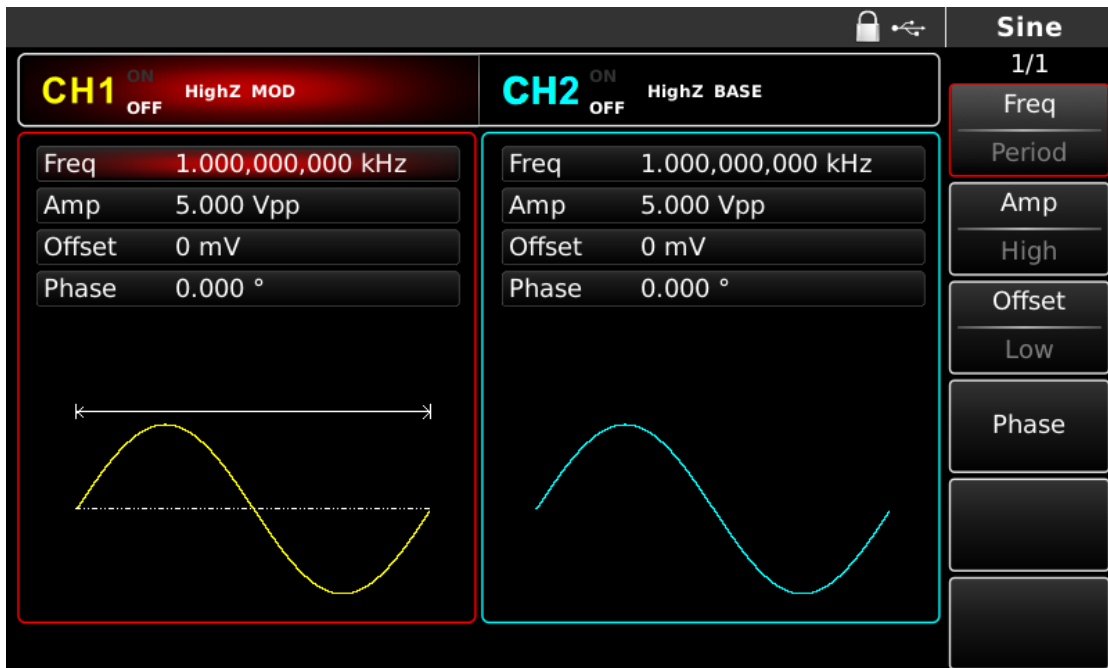 Sine
1/1
CH1 ON OFF HighZ MOD
CH2 ON OFF HighZ BASE
Freq 1.000,000,000 kHz
Amp 5.000 Vpp
Offset 0 mV
Phase 0.000 °
Freq 1.000,000,000 kHz
Amp 5.000 Vpp
Offset 0 mV
Phase 0.000 °
Freq
Period
Amp
High
Offset
Low
Phase